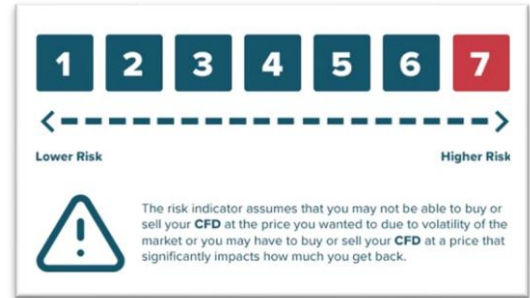 1 2 3 4 5 6 7
Lower Risk Higher Risk
The risk indicator assumes that you may not be able to buy or
sell your CFD at the price you wanted to due to volatility of the
market or you may have to buy or sell your CFD at a price that
significantly impacts how much you get back.